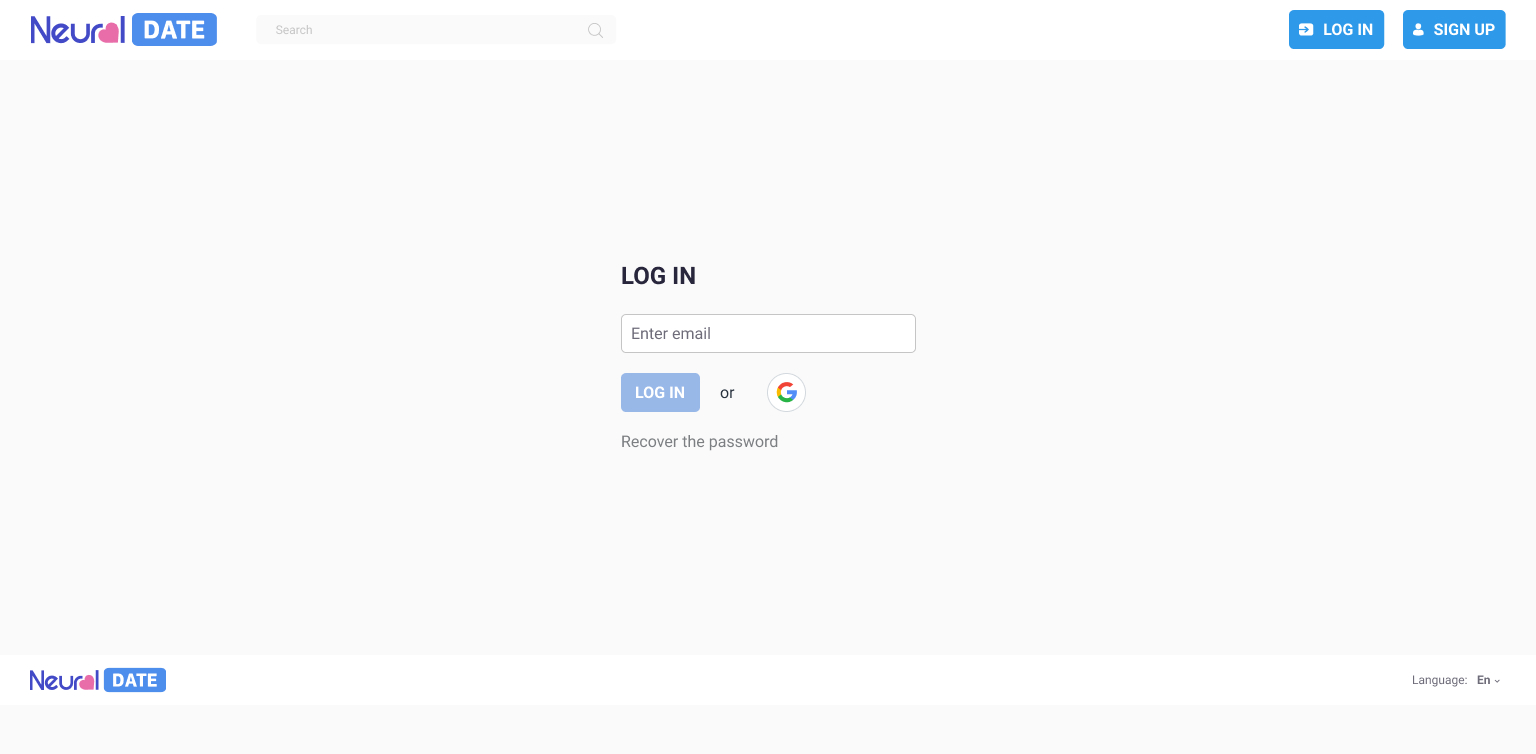 Neural DATE
Search
LOG IN
SIGN UP
LOG IN
Enter email
LOG IN or
Recover the password
Neural DATE
Language: En